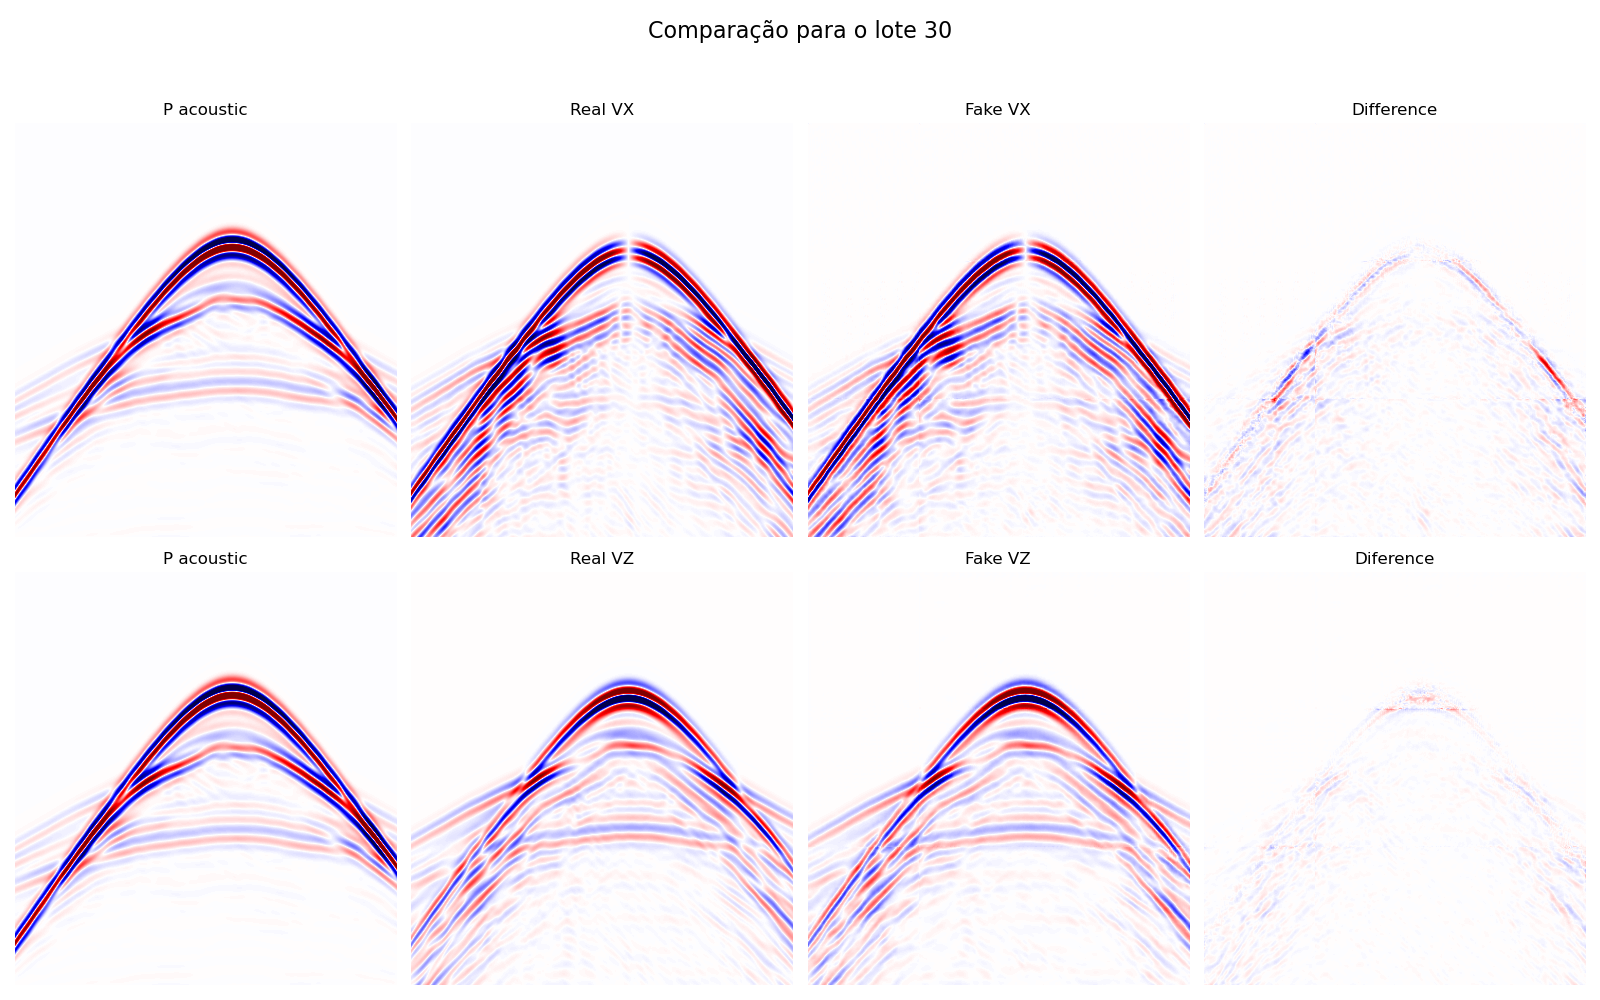 Comparação para o lote 30
P acoustic
Real VX
Fake VX
Difference
P acoustic
Real VZ
Fake VZ
Diference